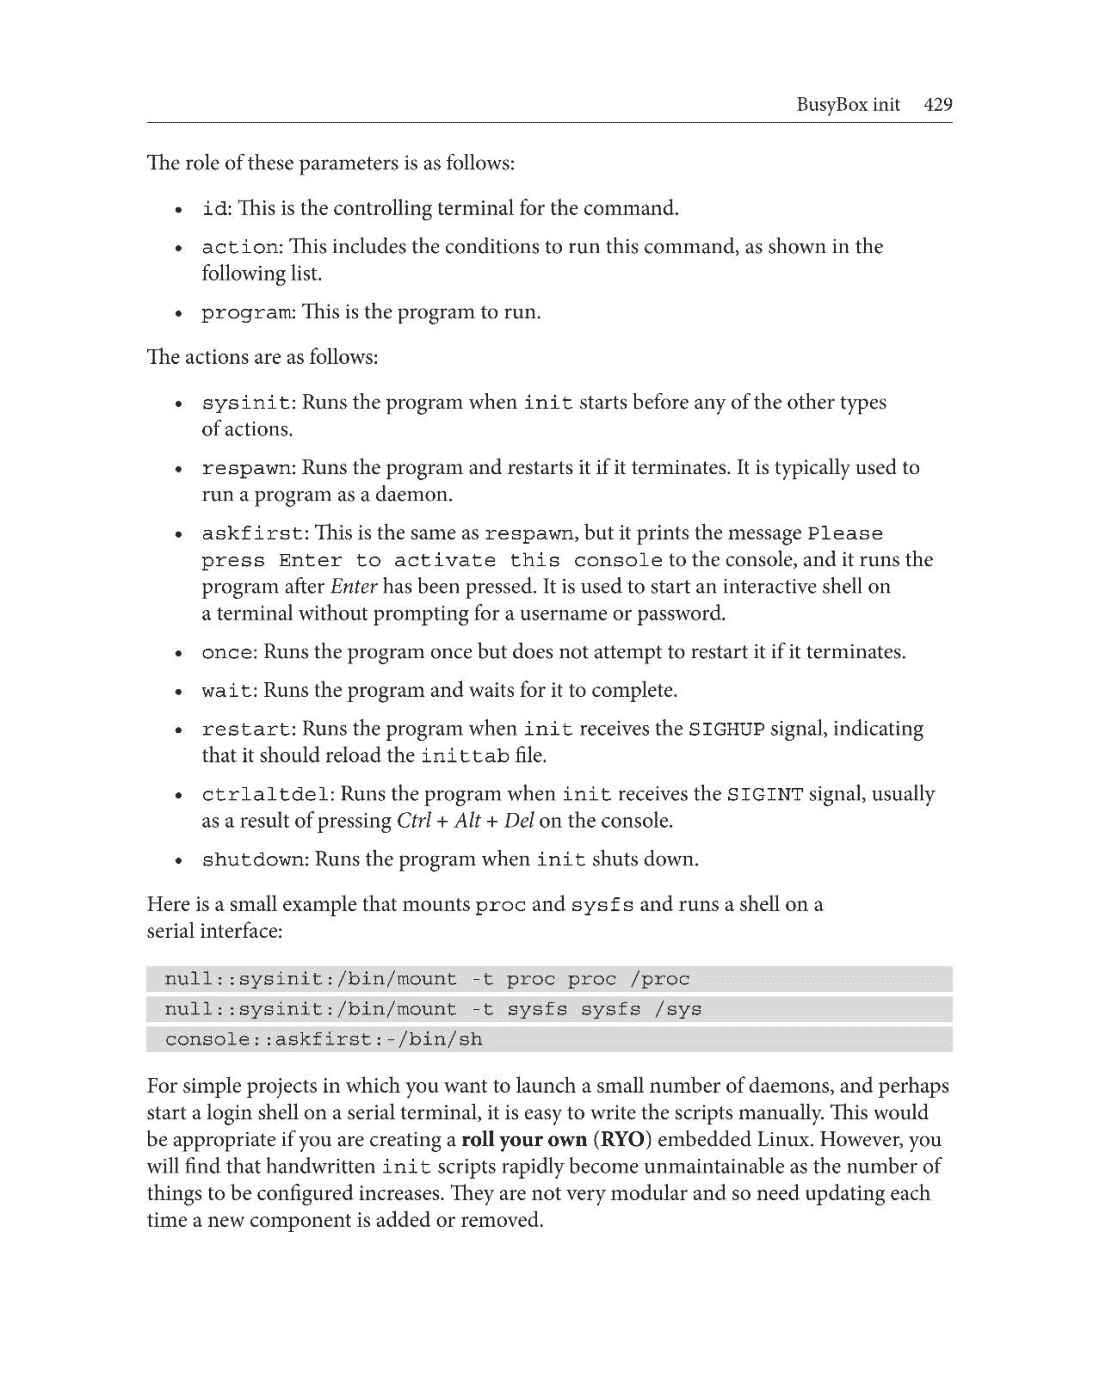 BusyBox init 429
The role of these parameters is as follows:
• id: This is the controlling terminal for the command.
• action: This includes the conditions to run this command, as shown in the
following list.
• program: This is the program to run.
The actions are as follows:
• sysinit: Runs the program when init starts before any of the other types
of actions.
• respawn: Runs the program and restarts it if it terminates. It is typically used to
run a program as a daemon.
• askfirst: This is the same as respawn, but it prints the message Please
press Enter to activate this console to the console, and it runs the
program after Enter has been pressed. It is used to start an interactive shell on
a terminal without prompting for a username or password.
• once: Runs the program once but does not attempt to restart it if it terminates.
• wait: Runs the program and waits for it to complete.
• restart: Runs the program when init receives the SIGHUP signal, indicating
that it should reload the inittab file.
• ctrlaltdel: Runs the program when init receives the SIGINT signal, usually
as a result of pressing Ctrl + Alt + Del on the console.
• shutdown: Runs the program when init shuts down.
Here is a small example that mounts proc and sysfs and runs a shell on a
serial interface:
null::sysinit:/bin/mount -t proc proc /proc
null::sysinit:/bin/mount -t sysfs sysfs /sys
console::askfirst:-/bin/sh
For simple projects in which you want to launch a small number of daemons, and perhaps
start a login shell on a serial terminal, it is easy to write the scripts manually. This would
be appropriate if you are creating a roll your own (RYO) embedded Linux. However, you
will find that handwritten init scripts rapidly become unmaintainable as the number of
things to be configured increases. They are not very modular and so need updating each
time a new component is added or removed.